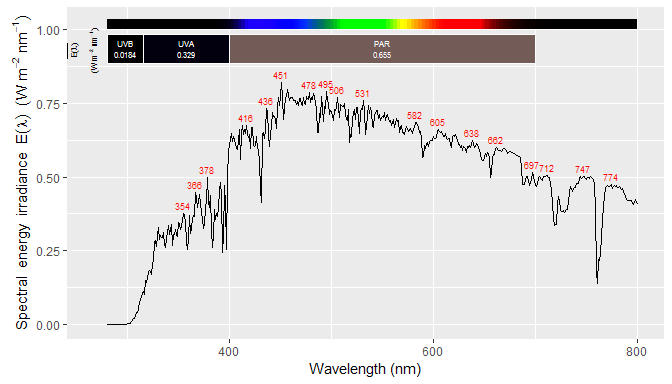 1.00
0.75
0.50
0.25
0.00
Spectral energy irradiance E(λ) (W m⁻² nm⁻¹)
E(λ)
(W m⁻² nm⁻¹)
UVB UVA PAR
0.0184 0.329 0.655
451
478 495
436 506 531
416 582 605
638 662
378
366
354
697 712 747 774
400 600 800
Wavelength (nm)